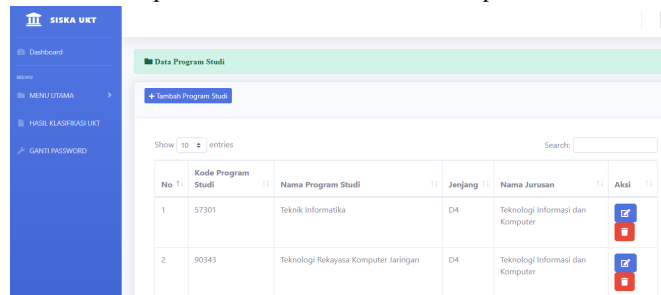 SISKA UKT
Dashboard
MENU
MENU UTAMA
HASIL KLASIFIKASI UKT
GANTI PASSWORD
Data Program Studi
+ Tambah Program Studi
Show 10 entries
Search:
No
Kode Program
Studi
Nama Program Studi
Jenjang
Nama Jurusan
Aksi
1
57301
Teknik Informatika
D4
Teknologi Informasi dan
Komputer
2
90343
Teknologi Rekayasa Komputer Jaringan
D4
Teknologi Informasi dan
Komputer